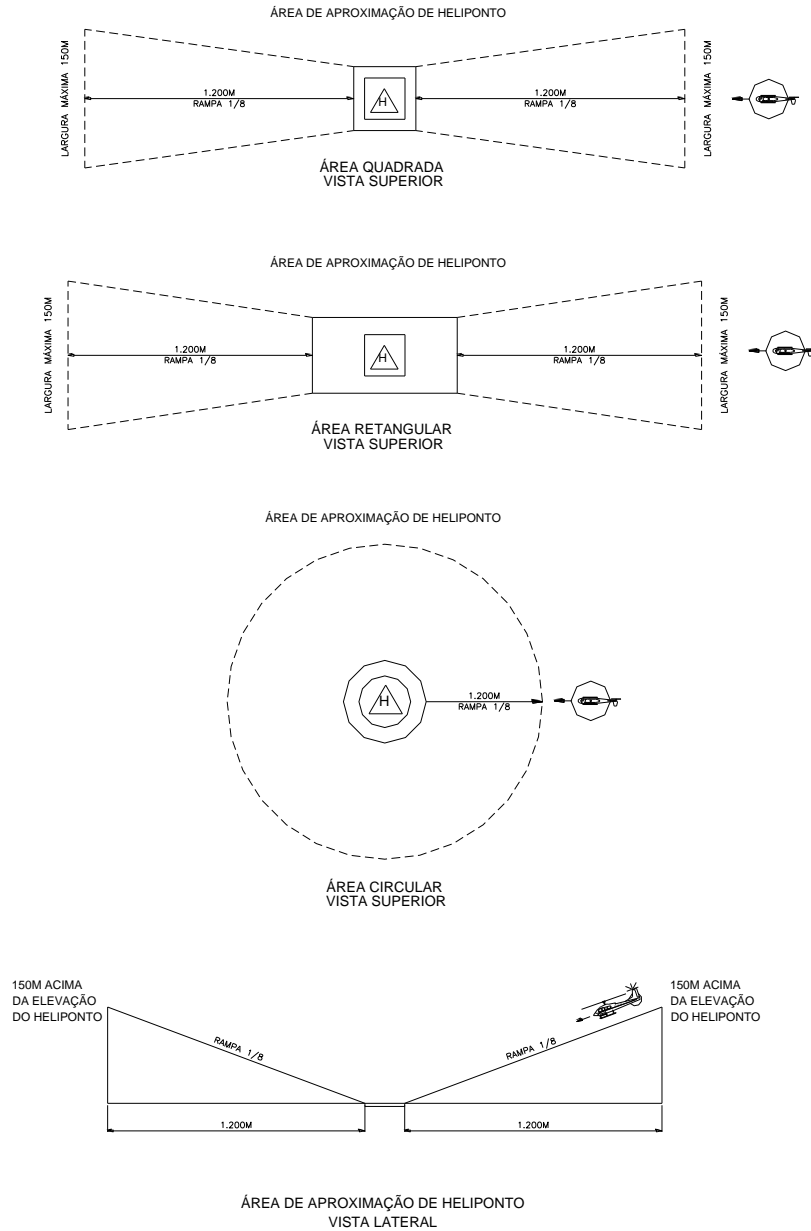 ÁREA DE APROXIMAÇÃO DE HELIPONTO
LARGURA MÁXIMA 150M
1.200M
RAMPA 1/8
H
1.200M
RAMPA 1/8
LARGURA MÁXIMA 150M
ÁREA QUADRADA
VISTA SUPERIOR
ÁREA DE APROXIMAÇÃO DE HELIPONTO
LARGURA MÁXIMA 150M
1.200M
RAMPA 1/8
H
1.200M
RAMPA 1/8
LARGURA MÁXIMA 150M
ÁREA RETANGULAR
VISTA SUPERIOR
ÁREA DE APROXIMAÇÃO DE HELIPONTO
H
1.200M
RAMPA 1/8
ÁREA CIRCULAR
VISTA SUPERIOR
150M ACIMA
DA ELEVAÇÃO
DO HELIPONTO
RAMPA 1/8
RAMPA 1/8
150M ACIMA
DA ELEVAÇÃO
DO HELIPONTO
1.200M
1.200M
ÁREA DE APROXIMAÇÃO DE HELIPONTO
VISTA LATERAL